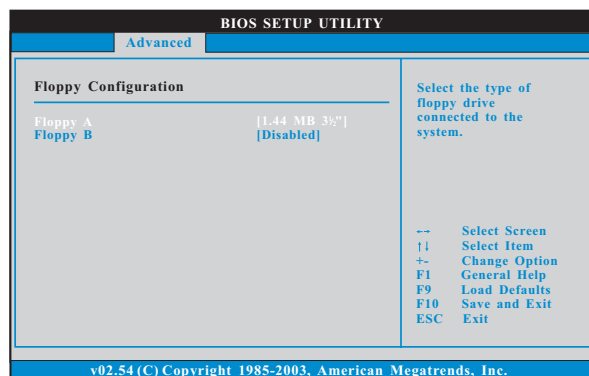 BIOS SETUP UTILITY
Advanced
Floppy Configuration
Floppy A [1.44 MB 3½"]
Floppy B [Disabled]
Select the type of
floppy drive
connected to the
system.
←→ Select Screen
↑↓ Select Item
+- Change Option
F1 General Help
F9 Load Defaults
F10 Save and Exit
ESC Exit
v02.54 (C) Copyright 1985-2003, American Megatrends, Inc.